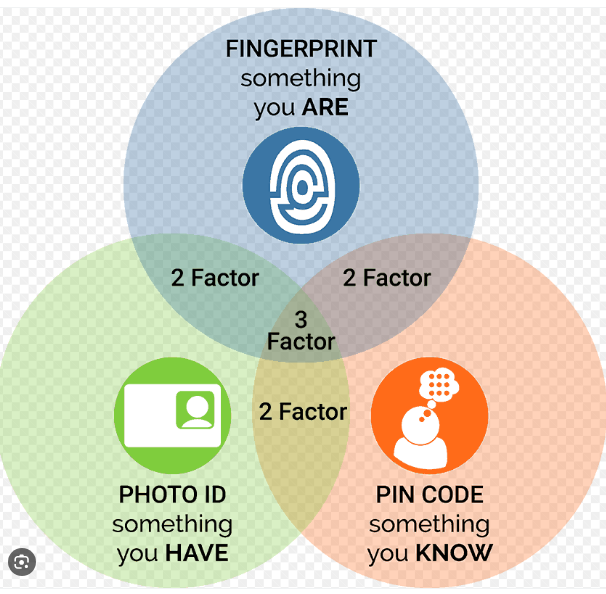 FINGERPRINT
something
you ARE
2 Factor
2 Factor
3
Factor
2 Factor
PHOTO ID
something
you HAVE
PIN CODE
something
you KNOW